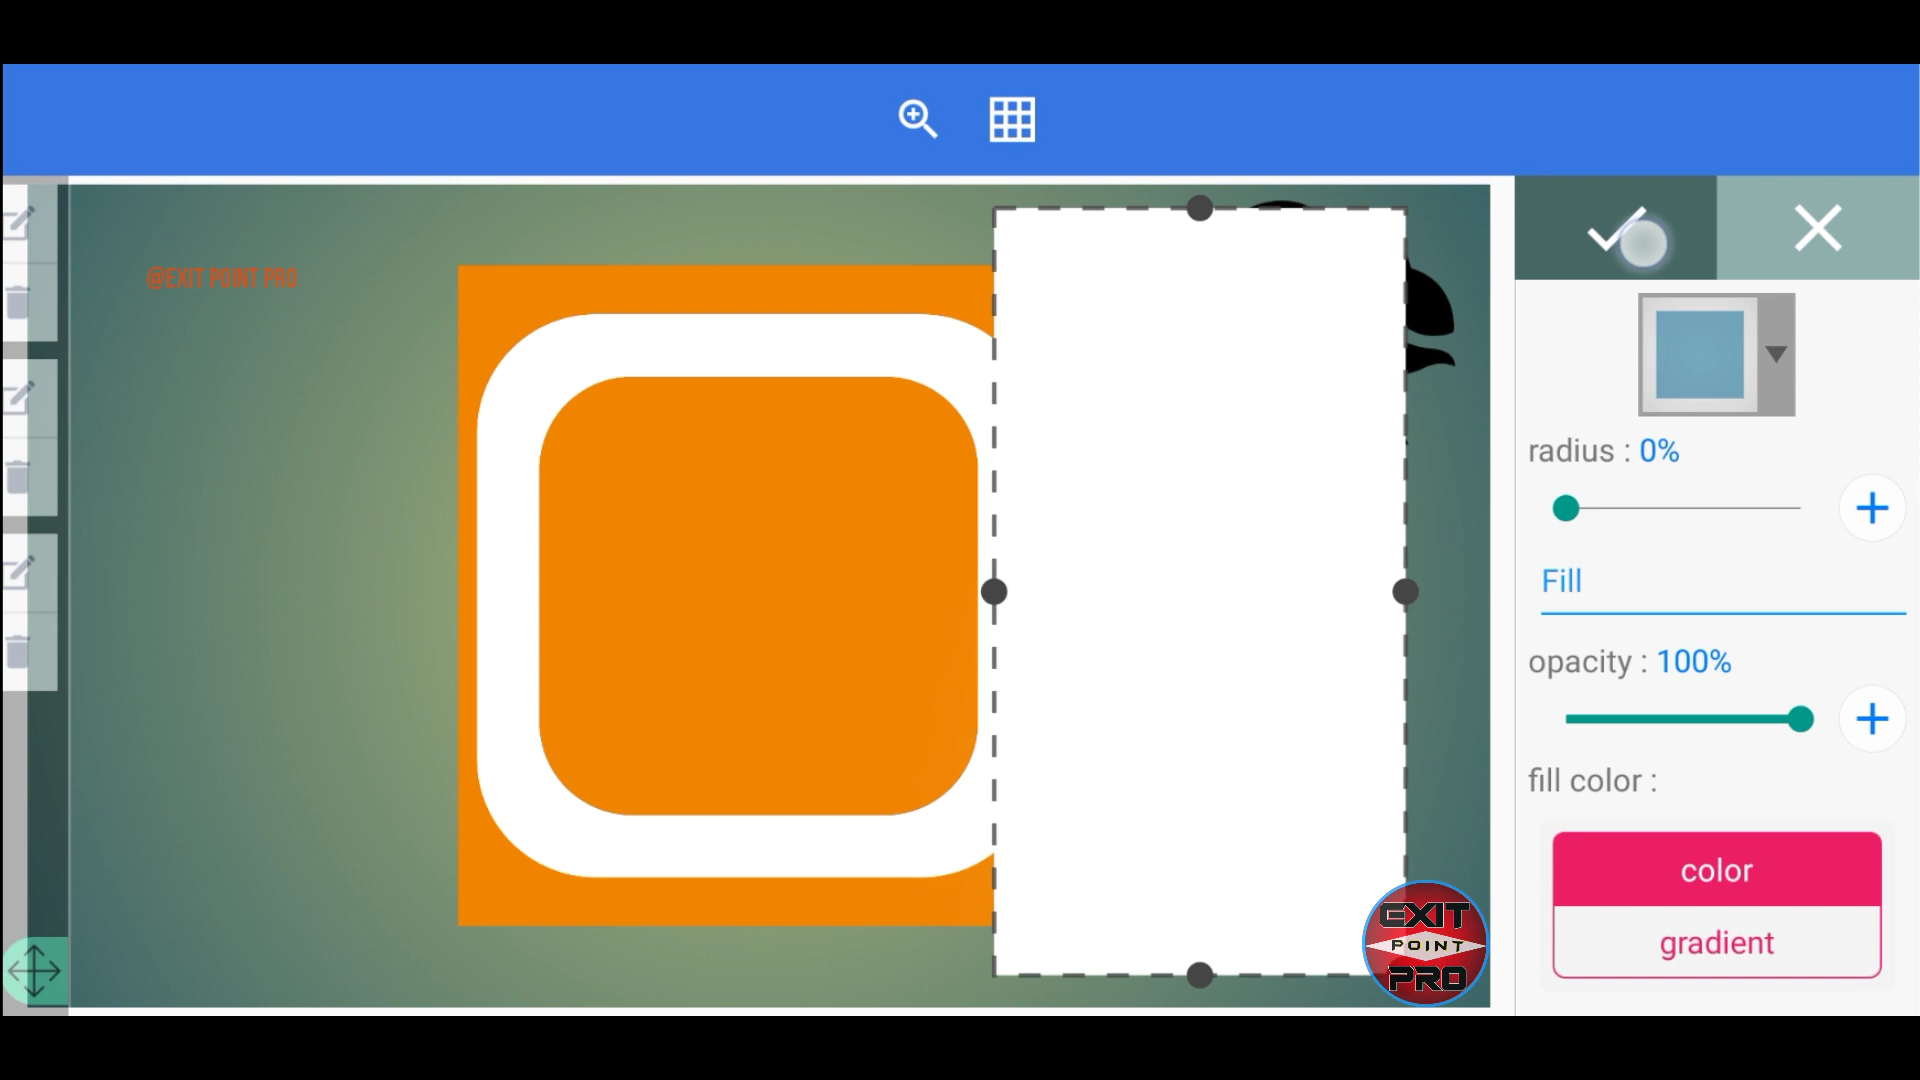 @EXIT POINT PRO
radius : 0%
Fill
opacity : 100%
fill color :
color
gradient
EXIT
POINT
PRO